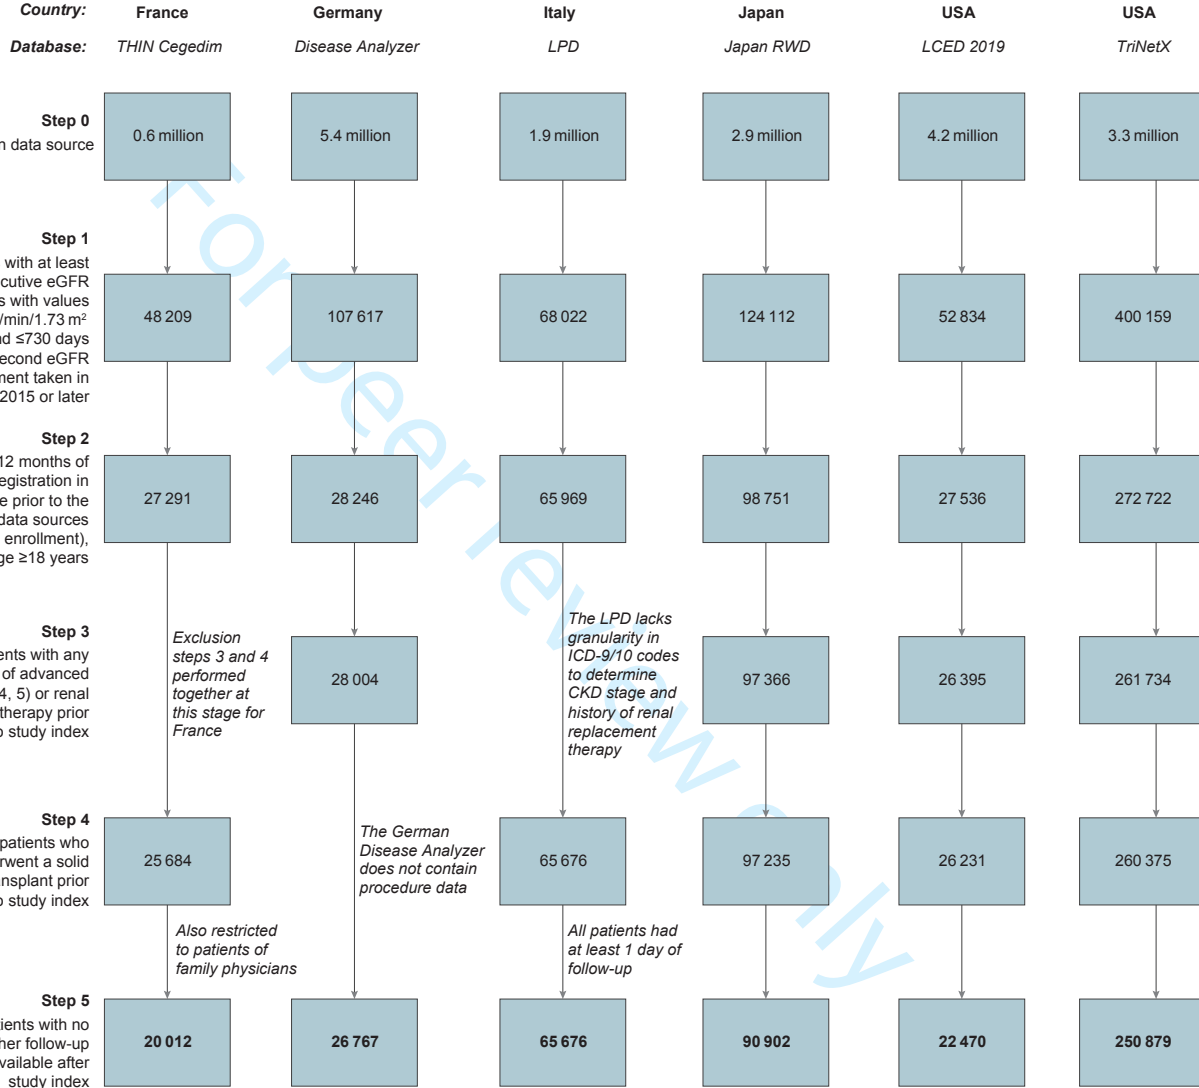 Country: France Germany Italy Japan USA USA
Database: THIN Cegedim Disease Analyzer LPD Japan RWD LCED 2019 TriNetX
Step 0
data source
0.6 million 5.4 million 1.9 million 2.9 million 4.2 million 3.3 million
Step 1
with at least
eGFR
with values
/min/1.73 m²
≤730 days
eGFR
taken in
2015 or later
48 209 107 617 68 022 124 112 52 834 400 159
Step 2
12 months of
in
prior to the
data sources
enrollment),
≥18 years
27 291 28 246 65 969 98 751 27 536 272 722
Step 3
with any
of advanced
4, 5) or renal
therapy prior
study index
Exclusion
steps 3 and 4
performed
together at
this stage for
France
28 004
The LPD lacks
granularity in
ICD-9/10 codes
to determine
CKD stage and
history of renal
replacement
therapy
97 366 26 395 261 734
Step 4
patients who
a solid
prior
study index
25 684
The German
Disease Analyzer
does not contain
procedure data
65 676 97 235 26 231 260 375
Also restricted
to patients of
family physicians
All patients had
at least 1 day of
follow-up
Step 5
with no
follow-up
after
study index
20 012 26 767 65 676 90 902 22 470 250 879
For peer review only